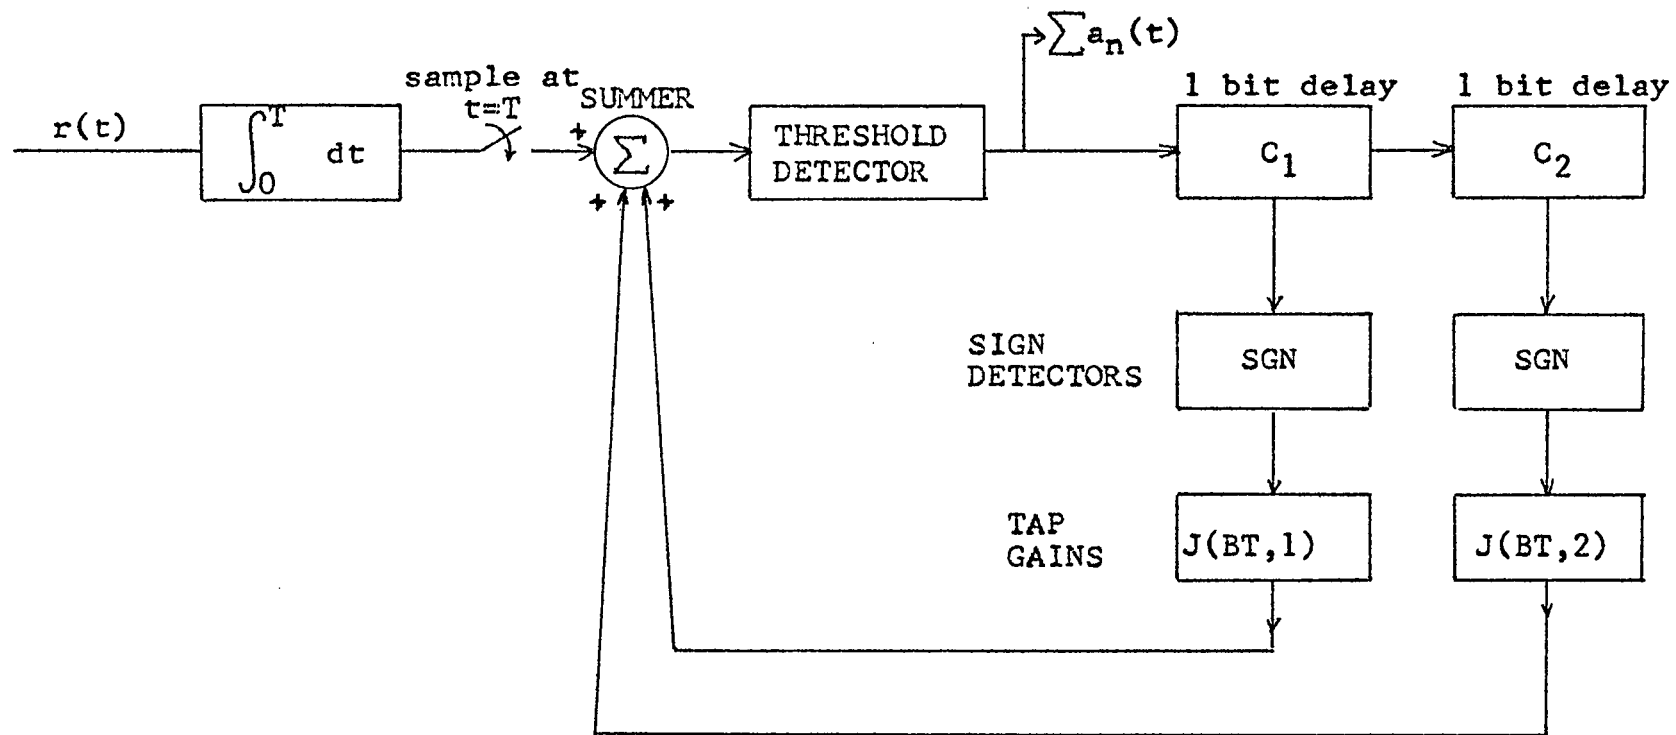 ∑aₙ(t)
sample at
t=T
SUMMER
1 bit delay
1 bit delay
r(t)
∫₀ᵀ dt
+
Σ
+ +
THRESHOLD
DETECTOR
C₁
C₂
SIGN
DETECTORS
SGN
SGN
TAP
GAINS
J(BT,1)
J(BT,2)